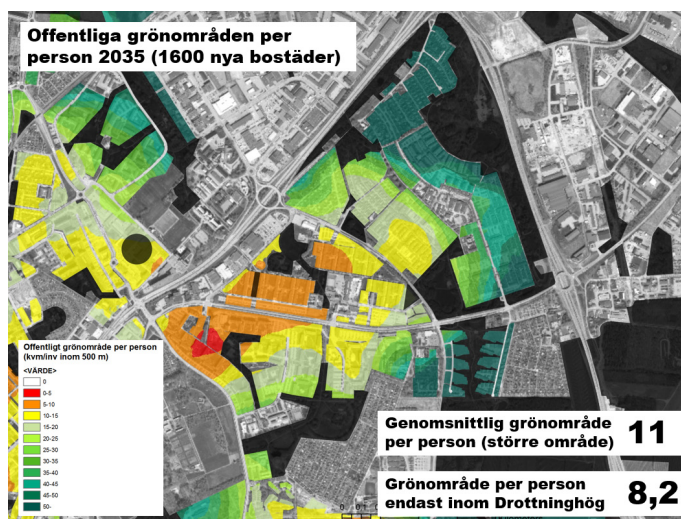 Offentliga grönområden per
person 2035 (1600 nya bostäder)
Offentligt grönområde per person
(kvm/inv inom 500 m)
<VÄRDE>
0
0-5
5-10
10-15
15-20
20-25
25-30
30-35
35-40
40-45
45-50
50-
Genomsnittlig grönområde
per person (större område) 11
Grönområde per person
endast inom Drottninghög 8,2